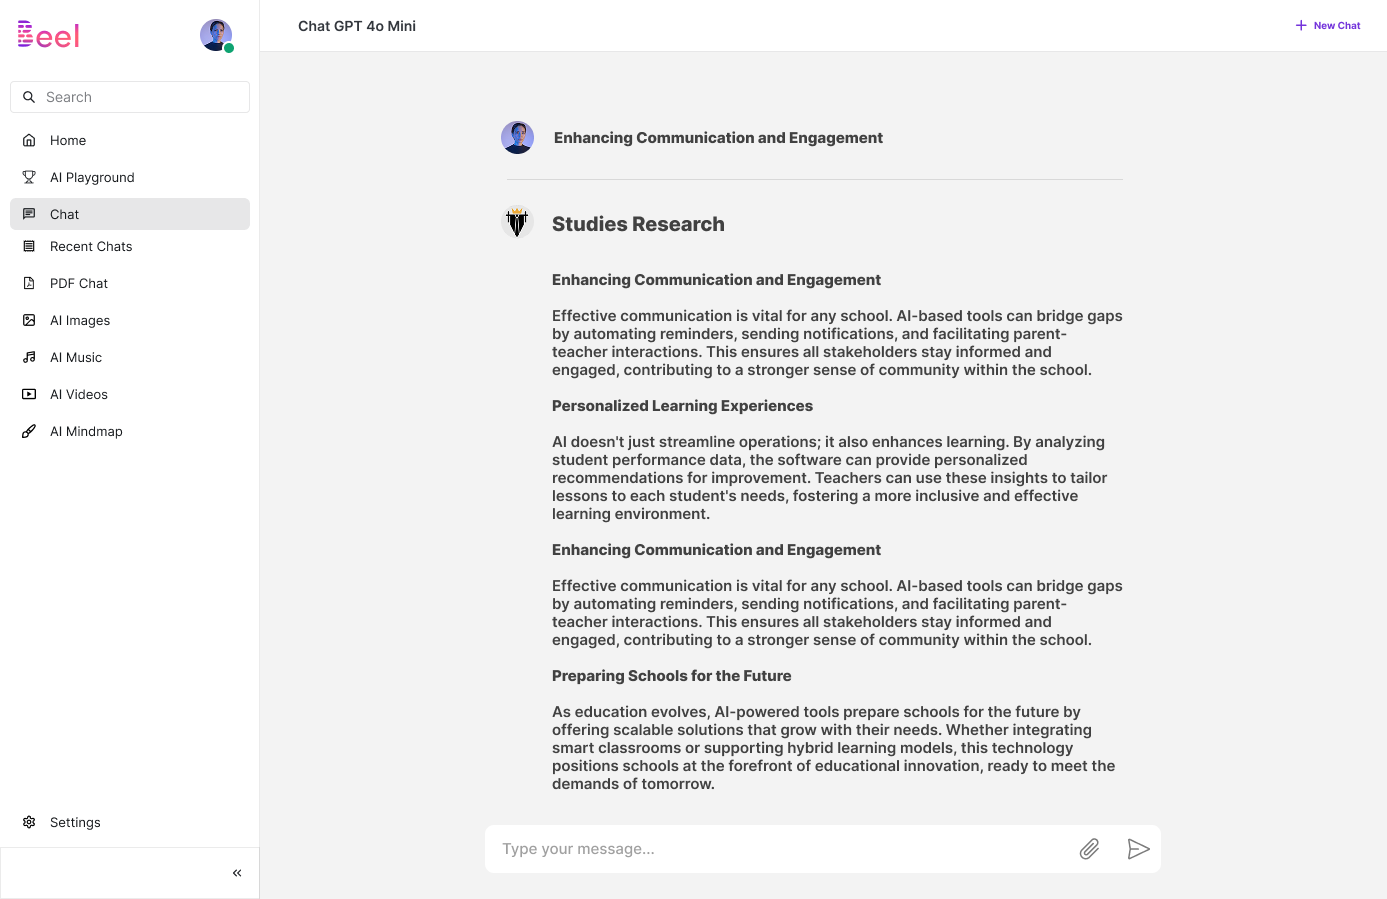 Beel
Search
Home
AI Playground
Chat
Recent Chats
PDF Chat
AI Images
AI Music
AI Videos
AI Mindmap
Settings
Chat GPT 4o Mini
New Chat
Enhancing Communication and Engagement
Studies Research
Enhancing Communication and Engagement
Effective communication is vital for any school. AI-based tools can bridge gaps
by automating reminders, sending notifications, and facilitating parent-
teacher interactions. This ensures all stakeholders stay informed and
engaged, contributing to a stronger sense of community within the school.
Personalized Learning Experiences
AI doesn't just streamline operations; it also enhances learning. By analyzing
student performance data, the software can provide personalized
recommendations for improvement. Teachers can use these insights to tailor
lessons to each student's needs, fostering a more inclusive and effective
learning environment.
Enhancing Communication and Engagement
Effective communication is vital for any school. AI-based tools can bridge gaps
by automating reminders, sending notifications, and facilitating parent-
teacher interactions. This ensures all stakeholders stay informed and
engaged, contributing to a stronger sense of community within the school.
Preparing Schools for the Future
As education evolves, AI-powered tools prepare schools for the future by
offering scalable solutions that grow with their needs. Whether integrating
smart classrooms or supporting hybrid learning models, this technology
positions schools at the forefront of educational innovation, ready to meet the
demands of tomorrow.
Type your message...